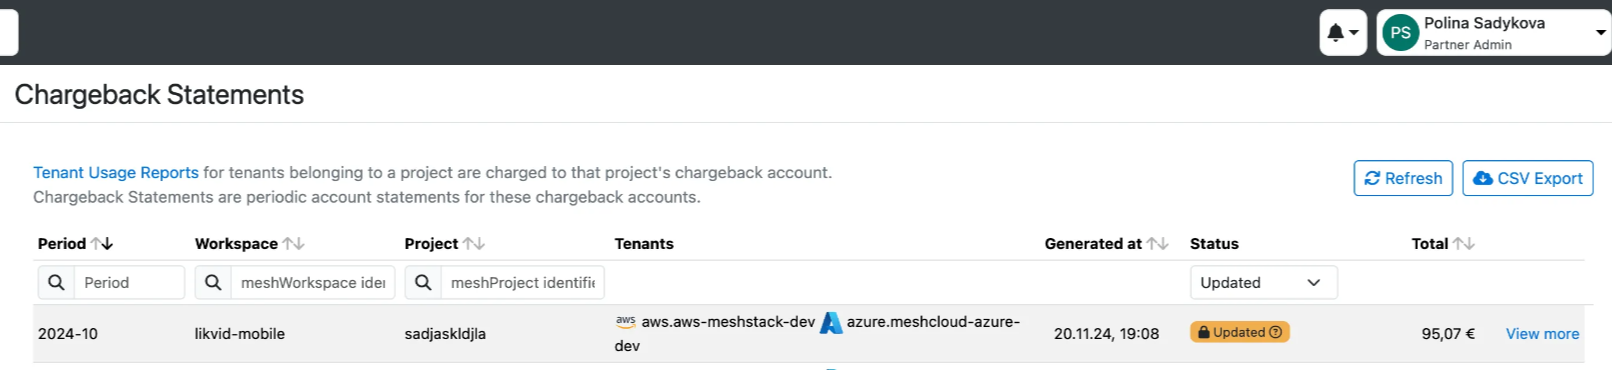 PS
Polina Sadykova
Partner Admin
Chargeback Statements
Tenant Usage Reports for tenants belonging to a project are charged to that project's chargeback account.
Chargeback Statements are periodic account statements for these chargeback accounts.
Refresh
CSV Export
Period Workspace Project Tenants Generated at Status Total
Period meshWorkspace ide meshProject identifie Updated
2024-10 likvid-mobile sadjaskldjla aws aws.aws-meshstack-dev azure.meshcloud-azure-
dev 20.11.24, 19:08 Updated 95,07 € View more